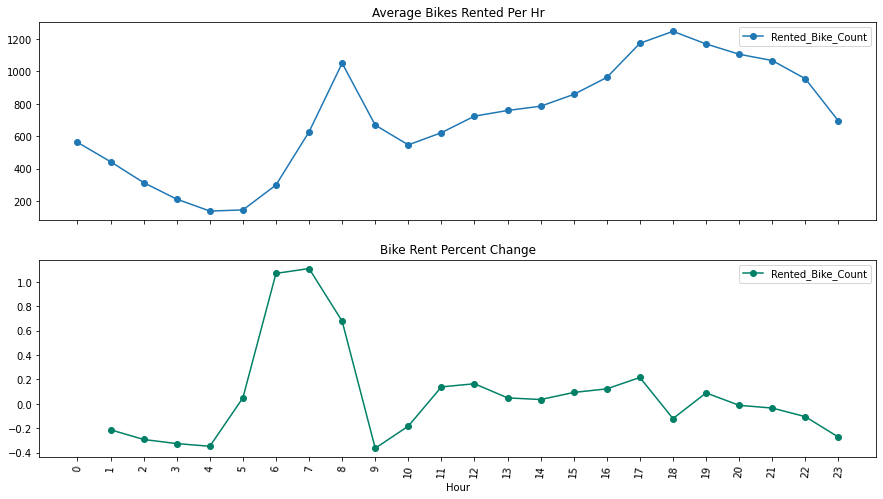 Average Bikes Rented Per Hr
Rented_Bike_Count
1200
1000
800
600
400
200
Bike Rent Percent Change
Rented_Bike_Count
1.0
0.8
0.6
0.4
0.2
0.0
−0.2
−0.4
0 1 2 3 4 5 6 7 8 9 10 11 12 13 14 15 16 17 18 19 20 21 22 23
Hour